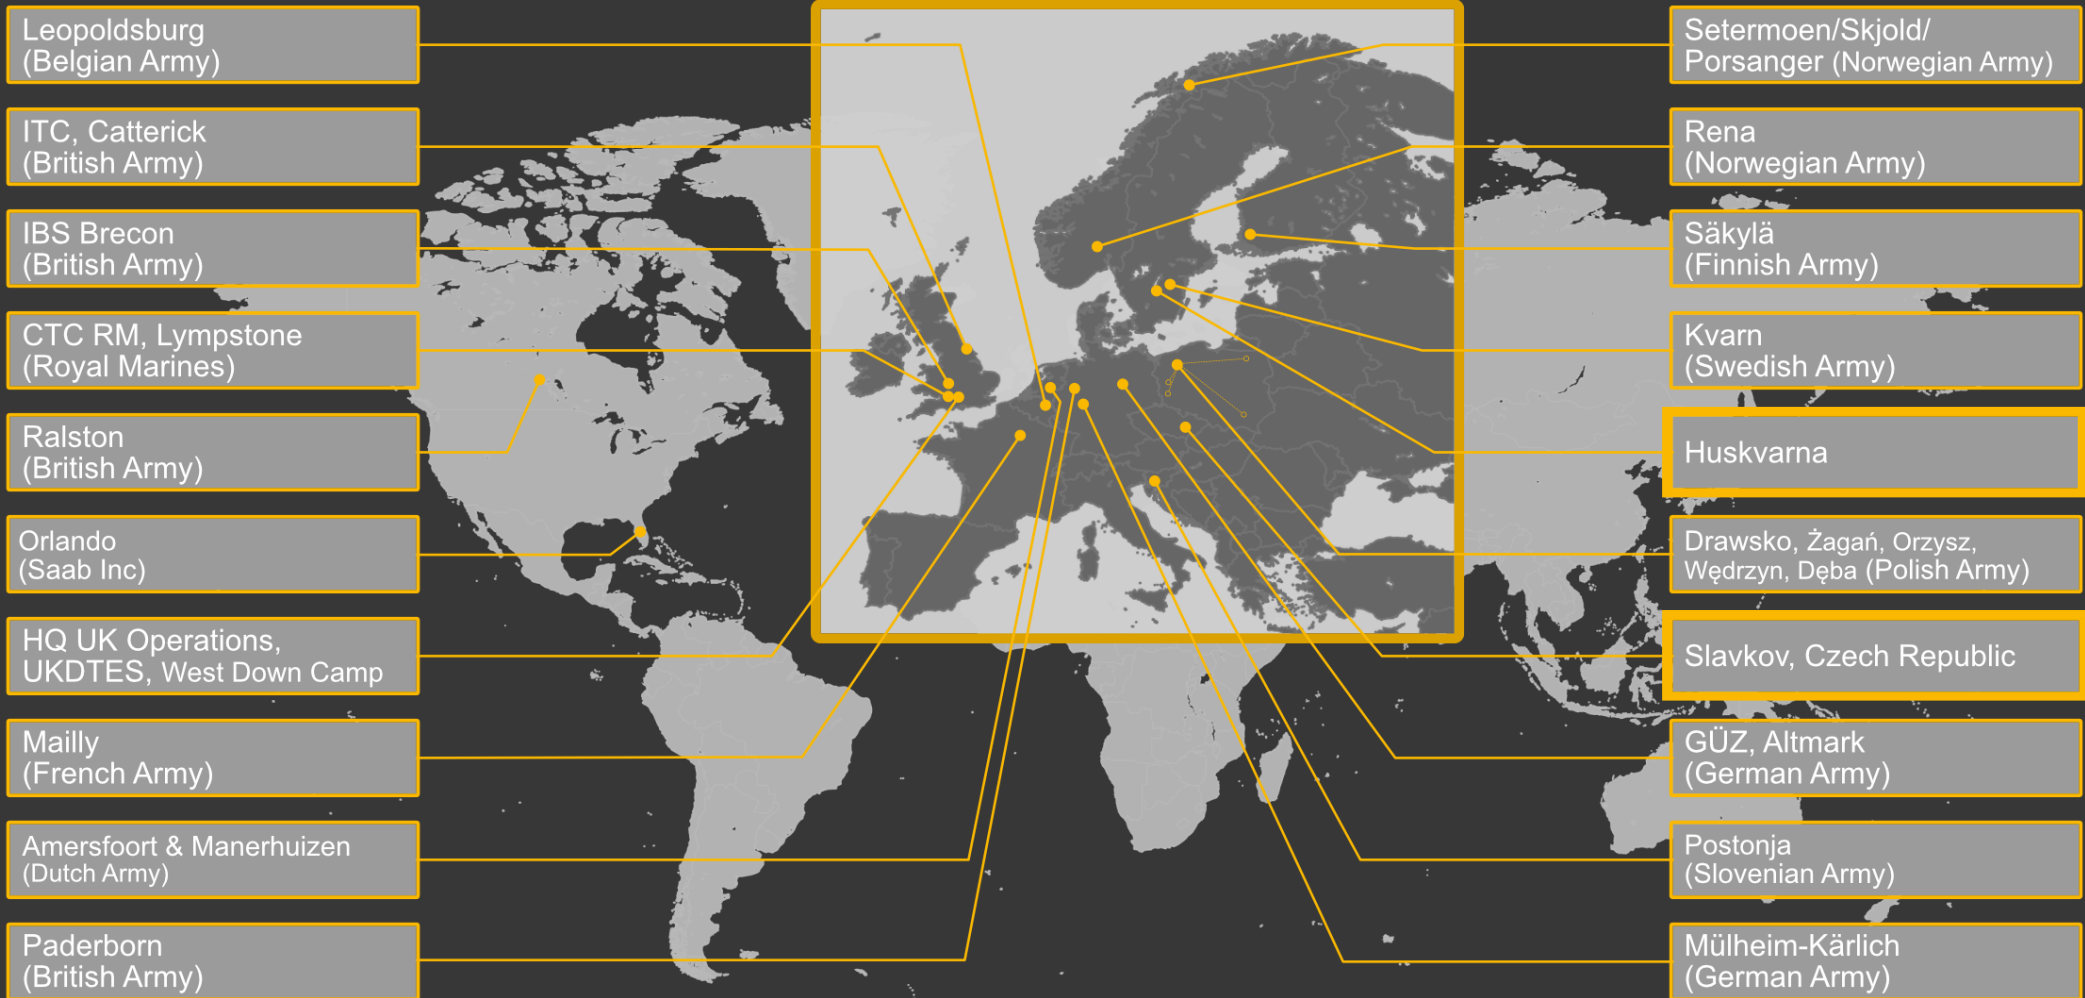 Leopoldsburg
(Belgian Army)
ITC, Catterick
(British Army)
IBS Brecon
(British Army)
CTC RM, Lympstone
(Royal Marines)
Ralston
(British Army)
Orlando
(Saab Inc)
HQ UK Operations,
UKDTES, West Down Camp
Mailly
(French Army)
Amersfoort & Manerhuizen
(Dutch Army)
Paderborn
(British Army)
Setermoen/Skjold/
Porsanger (Norwegian Army)
Rena
(Norwegian Army)
Säkylä
(Finnish Army)
Kvarn
(Swedish Army)
Huskvarna
Drawsko, Żagań, Orzysz,
Wędrzyn, Dęba (Polish Army)
Slavkov, Czech Republic
GÜZ, Altmark
(German Army)
Postonja
(Slovenian Army)
Mülheim-Kärlich
(German Army)